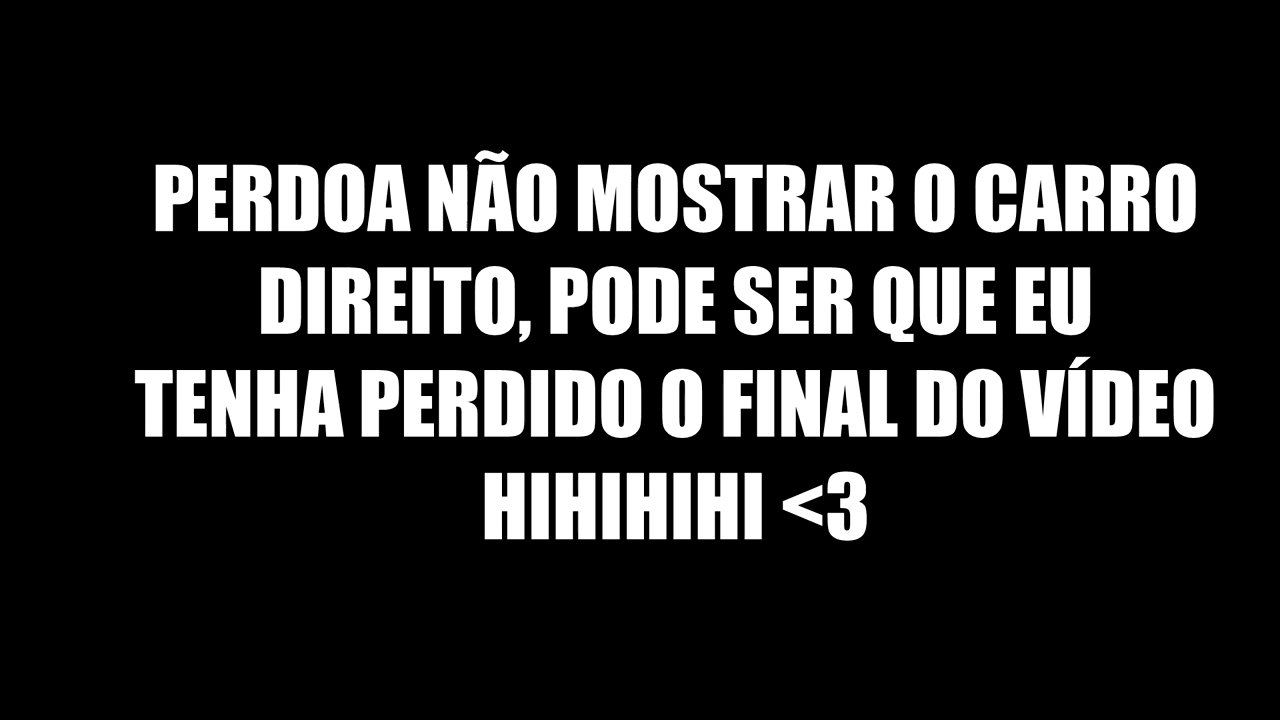 PERDOA NÃO MOSTRAR O CARRO
DIREITO, PODE SER QUE EU
TENHA PERDIDO O FINAL DO VÍDEO
HIHIHIHI <3